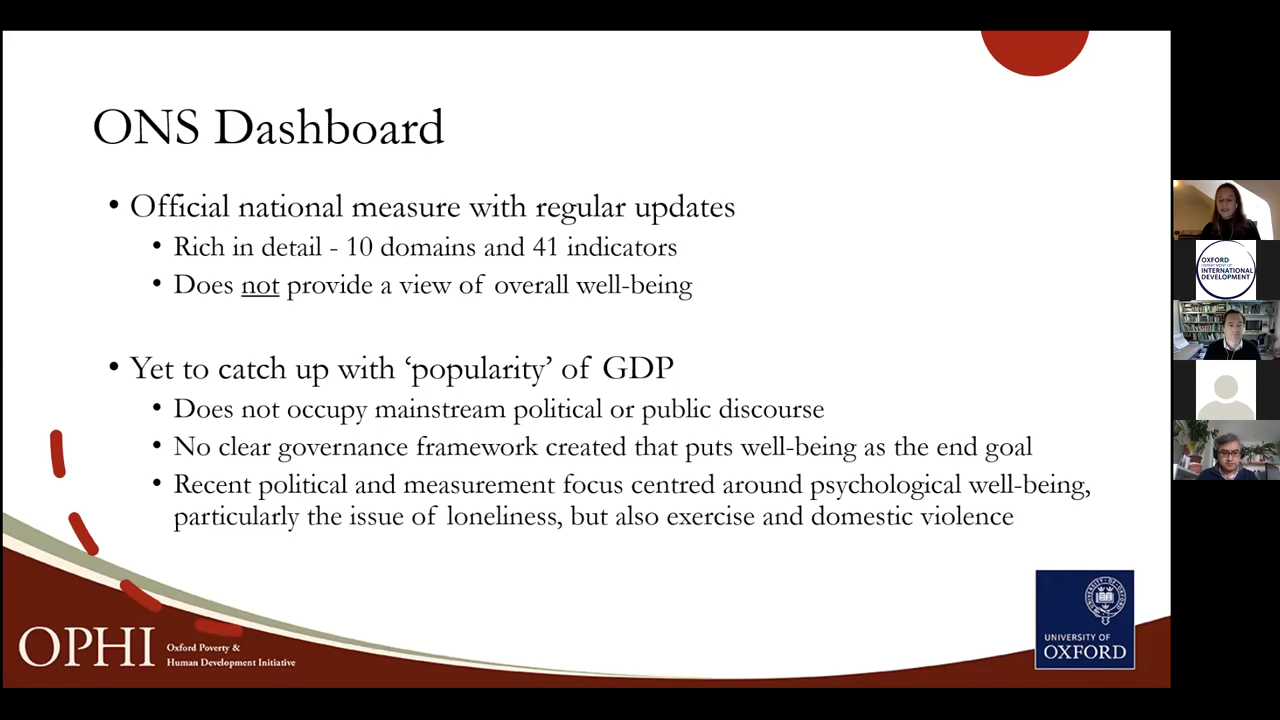 ONS Dashboard
• Official national measure with regular updates
• Rich in detail - 10 domains and 41 indicators
• Does not provide a view of overall well-being
• Yet to catch up with ‘popularity’ of GDP
• Does not occupy mainstream political or public discourse
• No clear governance framework created that puts well-being as the end goal
• Recent political and measurement focus centred around psychological well-being,
particularly the issue of loneliness, but also exercise and domestic violence
OPHI
Oxford Poverty &
Human Development Initiative
UNIVERSITY OF
OXFORD
OXFORD
DEPARTMENT OF
INTERNATIONAL
DEVELOPMENT